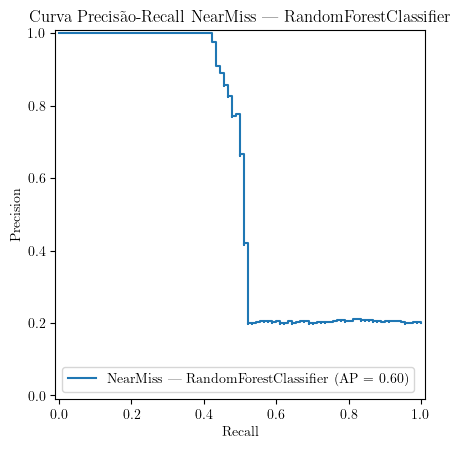 Curva Precisão-Recall NearMiss — RandomForestClassifier
1.0
0.8
0.6
0.4
0.2
0.0
Precision
NearMiss — RandomForestClassifier (AP = 0.60)
0.0 0.2 0.4 0.6 0.8 1.0
Recall